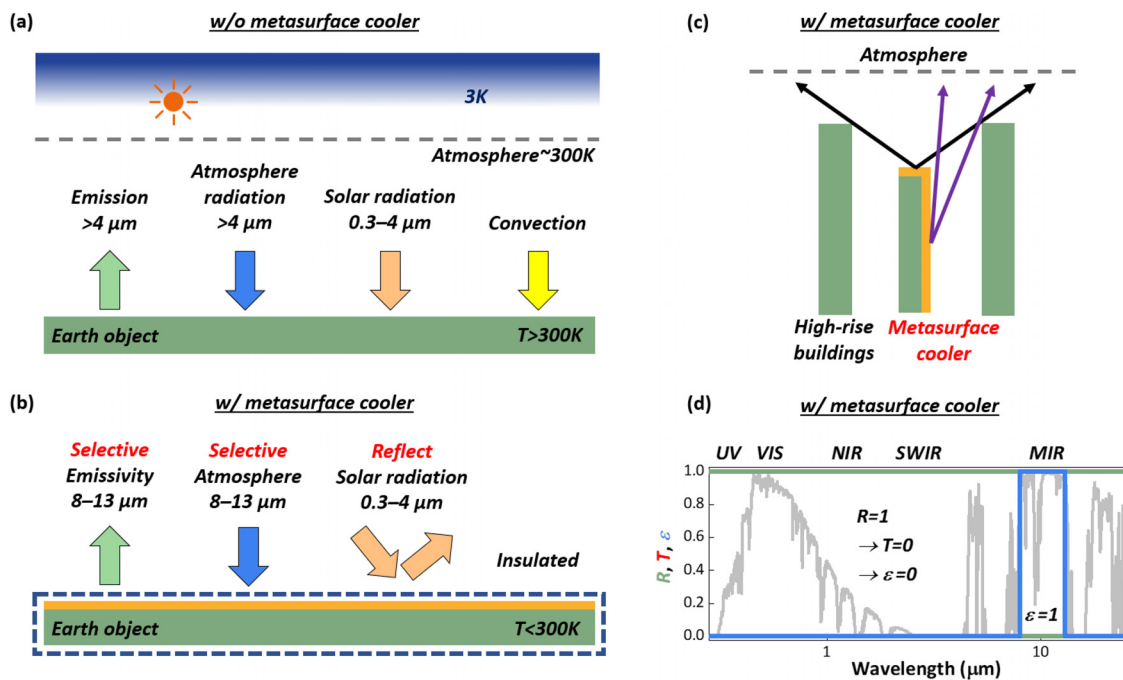 (a)
w/o metasurface cooler
3K
Atmosphere~300K
Emission
>4 μm
Atmosphere
radiation
>4 μm
Solar radiation
0.3–4 μm
Convection
Earth object
T>300K
(b)
w/ metasurface cooler
Selective
Emissivity
8–13 μm
Selective
Atmosphere
8–13 μm
Reflect
Solar radiation
0.3–4 μm
Insulated
Earth object
T<300K
(c)
w/ metasurface cooler
Atmosphere
High-rise
buildings
Metasurface
cooler
(d)
w/ metasurface cooler
UV VIS NIR SWIR MIR
R, T, ε
1.0
0.8
0.6
0.4
0.2
0.0
R=1
→ T=0
→ ε=0
ε=1
1 10
Wavelength (μm)